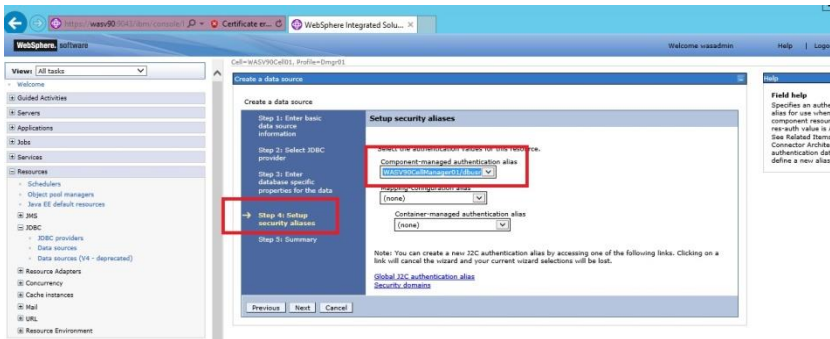 https://wasv90:9043/ibm/console/l
Certificate er...
WebSphere Integrated Solu...
WebSphere. software
Welcome wasadmin
Help | Logo
View: All tasks
Welcome
Guided Activities
Servers
Applications
Jobs
Services
Resources
Schedulers
Object pool managers
Java EE default resources
JMS
JDBC
JDBC providers
Data sources
Data sources (V4 - deprecated)
Resource Adapters
Concurrency
Cache instances
Mail
URL
Resource Environment
Cell=WASV90Cell01, Profile=Dmgr01
Create a data source
Create a data source
Step 1: Enter basic
data source
information
Step 2: Select JDBC
provider
Step 3: Enter
database specific
properties for the data
Step 4: Setup
security aliases
Step 5: Summary
Setup security aliases
Select the authentication values for this resource.
Component-managed authentication alias
WASV90CellManager01/dbuser
Mapping-configuration alias
(none)
Container-managed authentication alias
(none)
Note: You can create a new J2C authentication alias by accessing one of the following links. Clicking on a
link will cancel the wizard and your current wizard selections will be lost.
Global J2C authentication alias
Security domains
Previous Next Cancel
Help
Field help
Specifies an authe
alias for use when
component resour
res-auth value is
See Related Items
Connector Archite
authentication dat
define a new alias